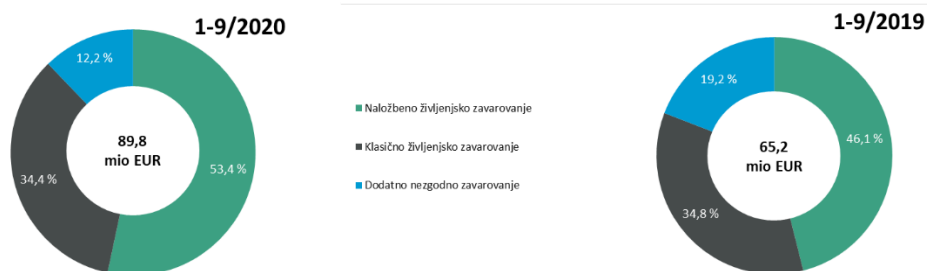 1-9/2020
12,2 %
89,8
mio EUR
34,4 %
53,4 %
Naložbeno življenjsko zavarovanje
Klasično življenjsko zavarovanje
Dodatno nezgodno zavarovanje
1-9/2019
19,2 %
65,2
mio EUR
46,1 %
34,8 %